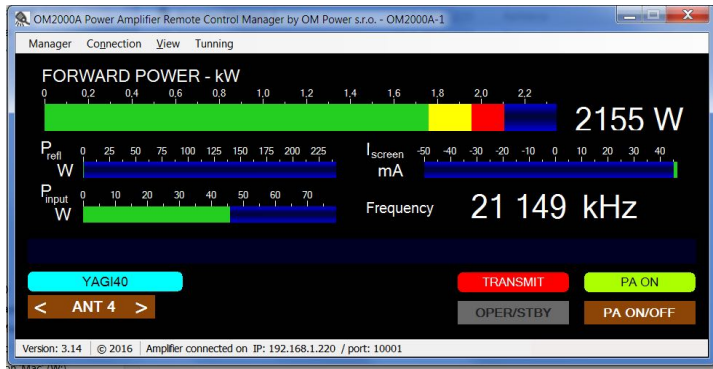 OM2000A Power Amplifier Remote Control Manager by OM Power s.r.o. - OM2000A-1
Manager Connection View Tunning
FORWARD POWER - kW
0 0,2 0,4 0,6 0,8 1,0 1,2 1,4 1,6 1,8 2,0 2,2
2155 W
Prefl W 0 25 50 75 100 125 150 175 200 225
Iscreen mA -50 -40 -30 -20 -10 0 10 20 30 40
Pinput W 0 10 20 30 40 50 60 70
Frequency 21 149 kHz
YAGI40 TRANSMIT PA ON
< ANT 4 > OPER/STBY PA ON/OFF
Version: 3.14 © 2016 Amplifier connected on IP: 192.168.1.220 / port: 10001